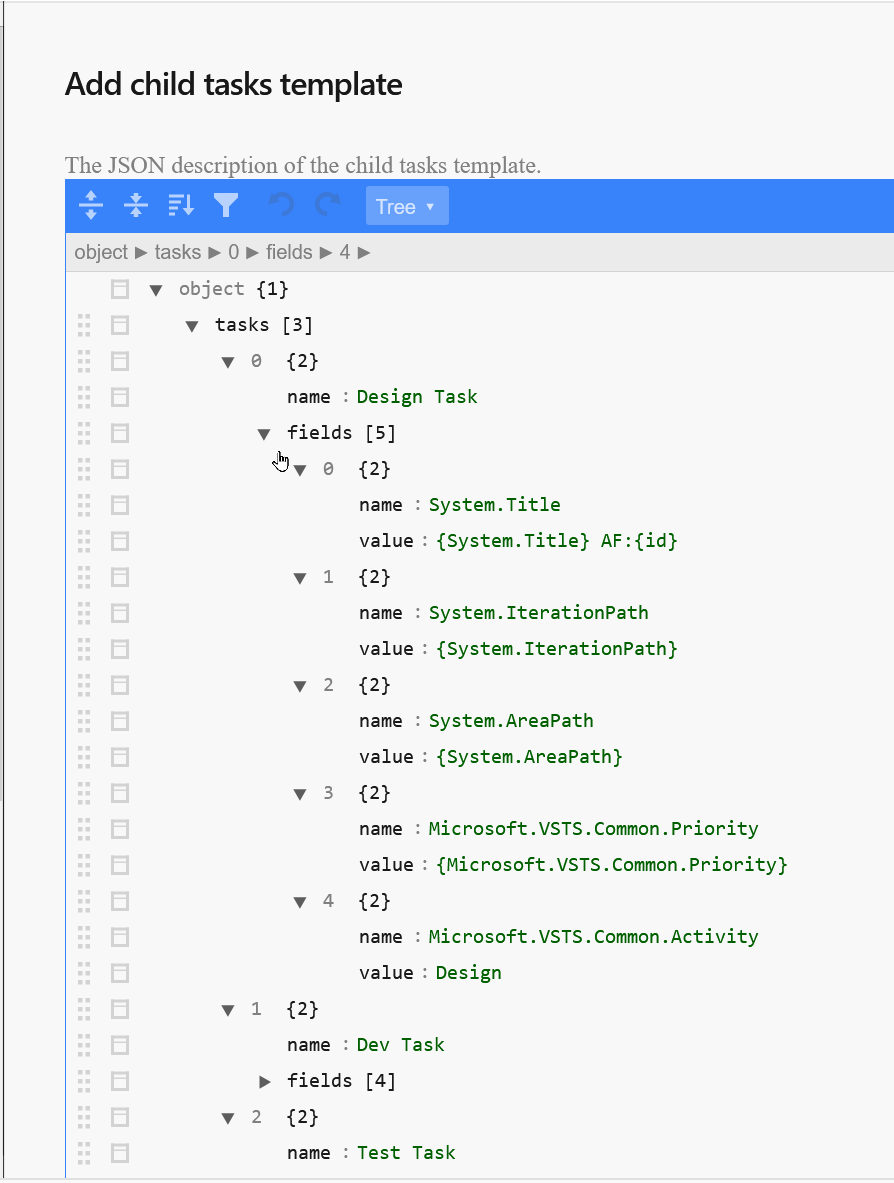 Add child tasks template
The JSON description of the child tasks template.
Tree ▾
object ▶ tasks ▶ 0 ▶ fields ▶ 4 ▶
▼ object {1}
▼ tasks [3]
▼ 0 {2}
name : Design Task
▼ fields [5]
▼ 0 {2}
name : System.Title
value : {System.Title} AF:{id}
▼ 1 {2}
name : System.IterationPath
value : {System.IterationPath}
▼ 2 {2}
name : System.AreaPath
value : {System.AreaPath}
▼ 3 {2}
name : Microsoft.VSTS.Common.Priority
value : {Microsoft.VSTS.Common.Priority}
▼ 4 {2}
name : Microsoft.VSTS.Common.Activity
value : Design
▼ 1 {2}
name : Dev Task
▶ fields [4]
▼ 2 {2}
name : Test Task